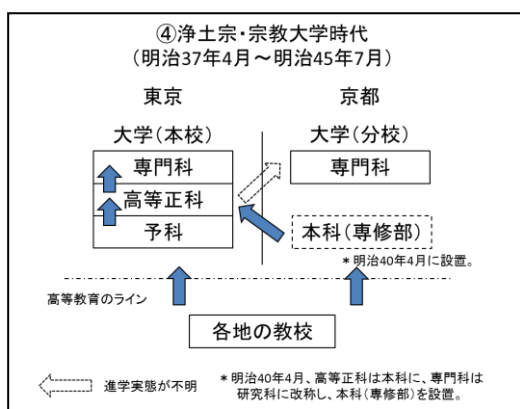 ④浄土宗・宗教大学時代
（明治37年4月～明治45年7月）
東京
大学（本校）
専門科
高等正科
予科
京都
大学（分校）
専門科
本科（専修部）
＊明治40年4月に設置。
高等教育のライン
各地の教校
進学実態が不明
＊明治40年4月、高等正科は本科に、専門科は
研究科に改称し、本科（専修部）を設置。